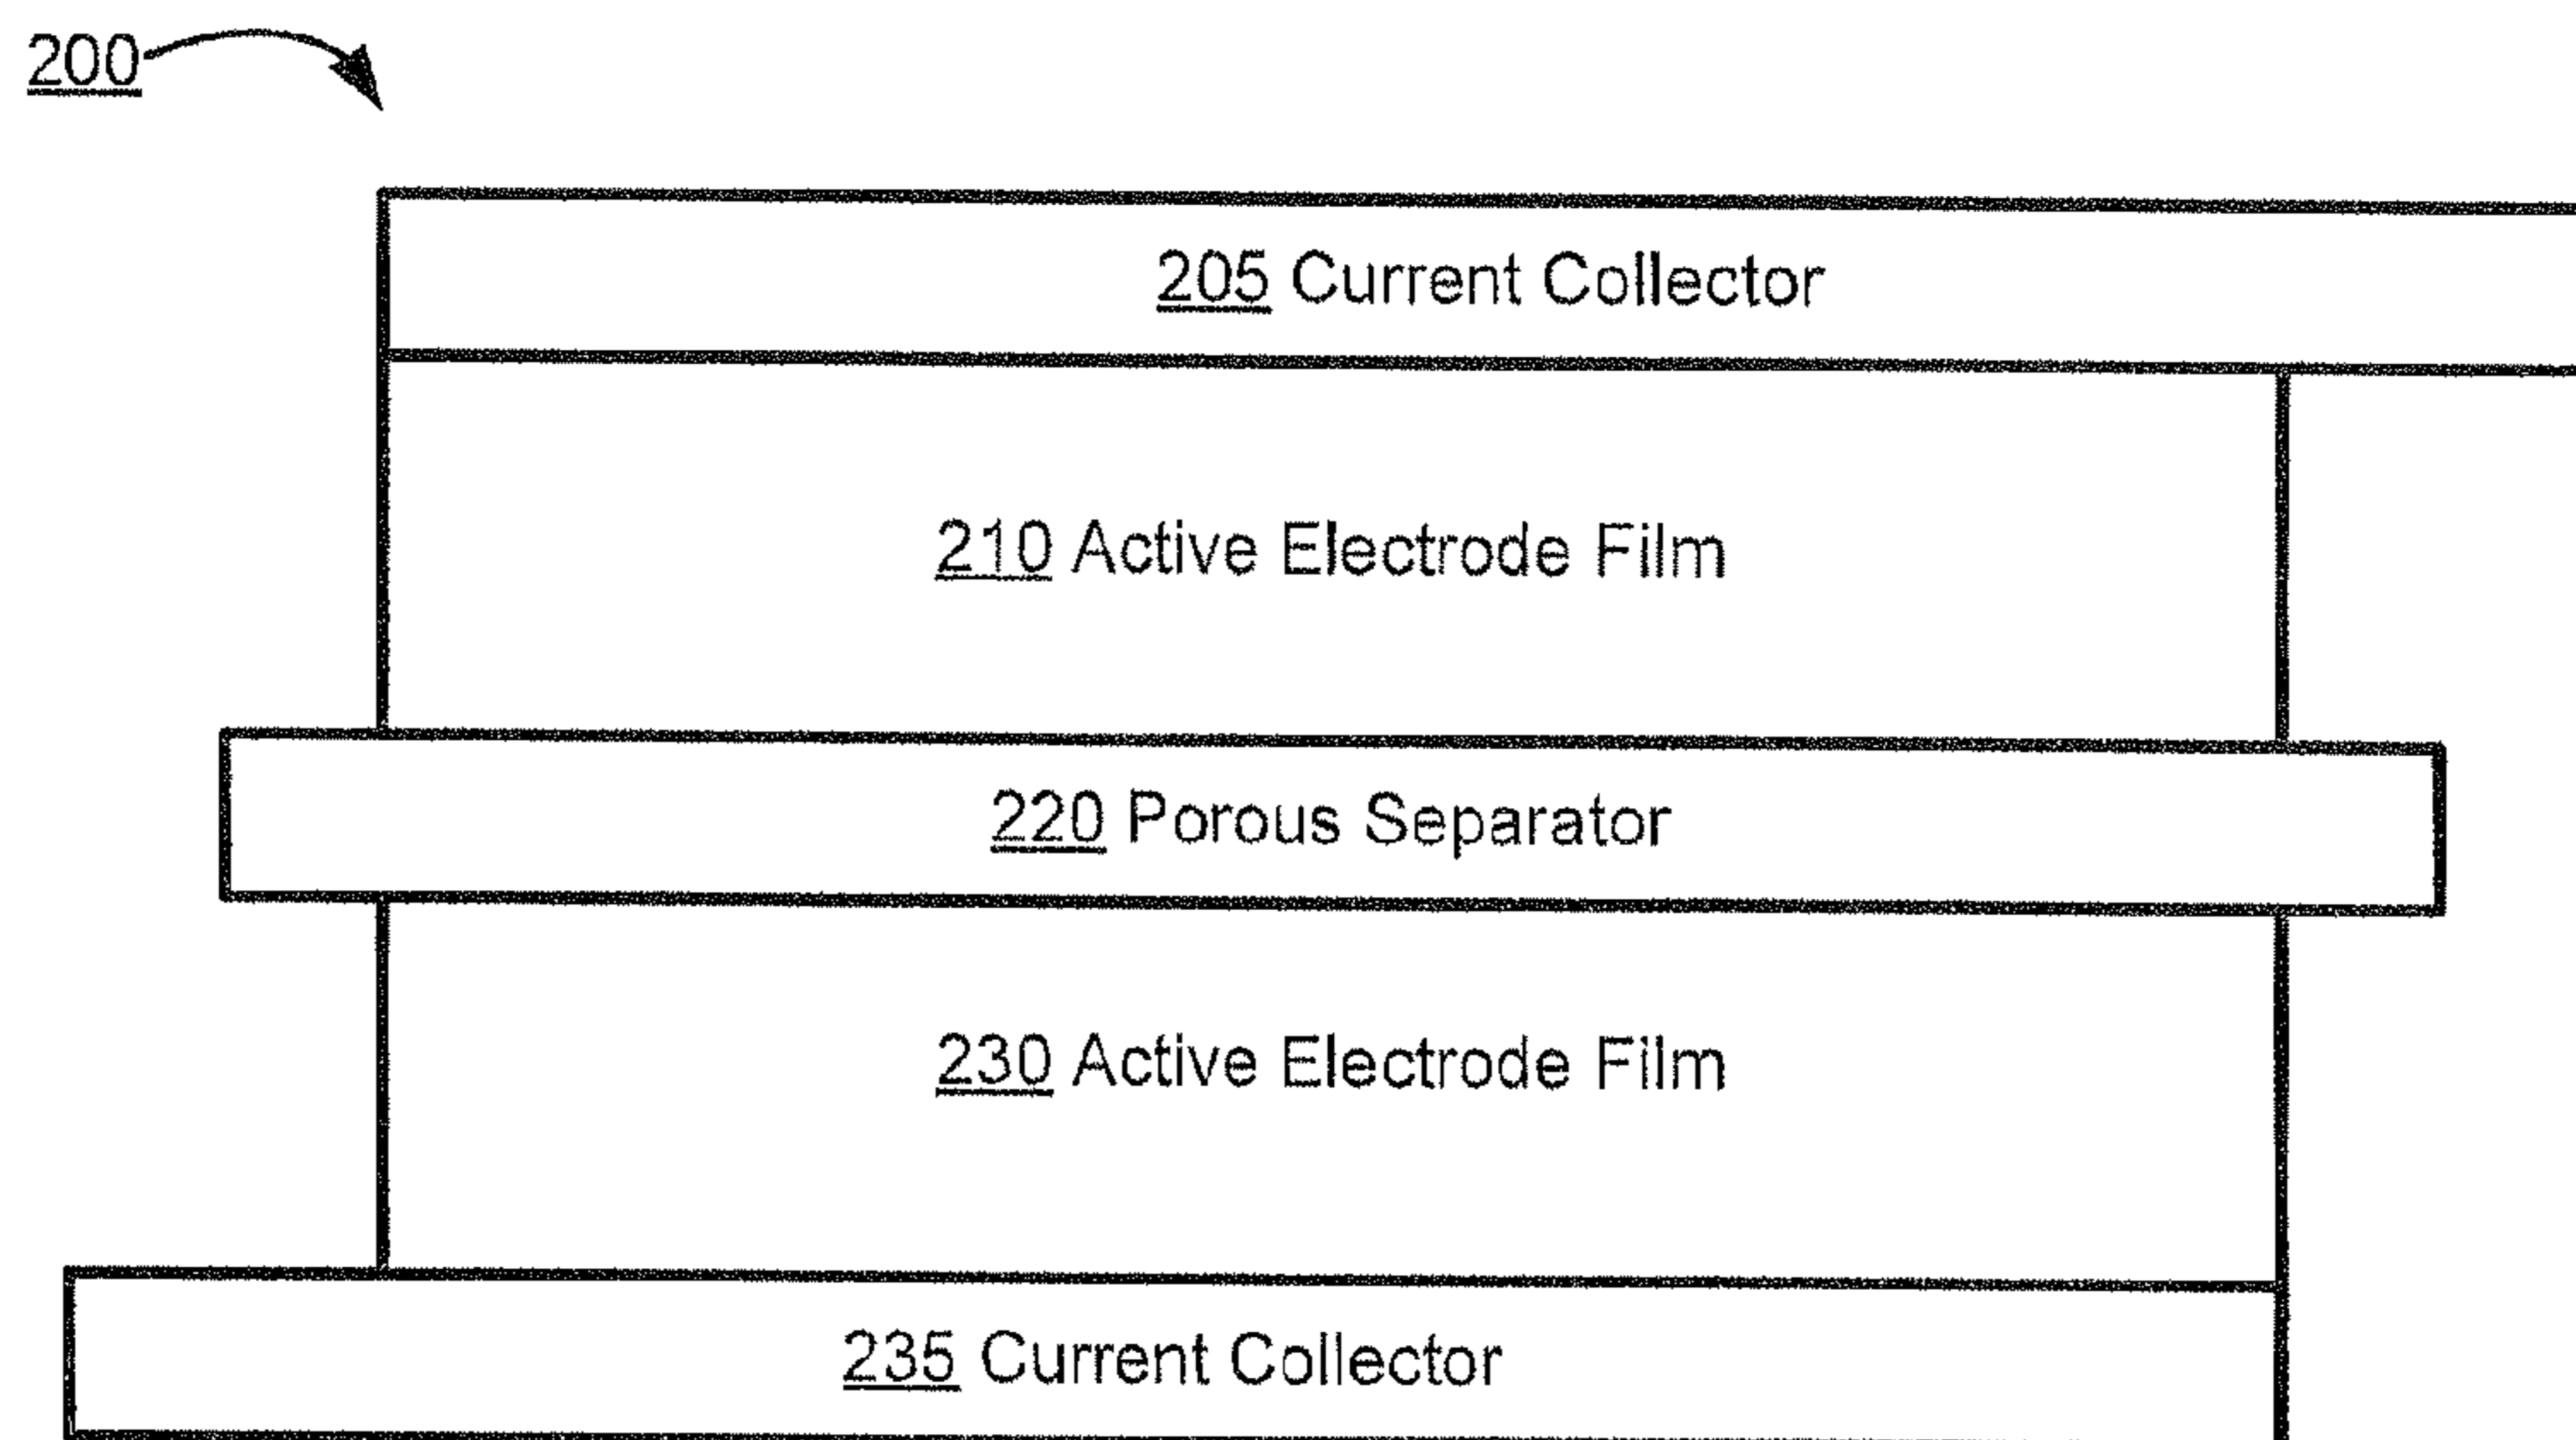 200
205 Current Collector
210 Active Electrode Film
220 Porous Separator
230 Active Electrode Film
235 Current Collector